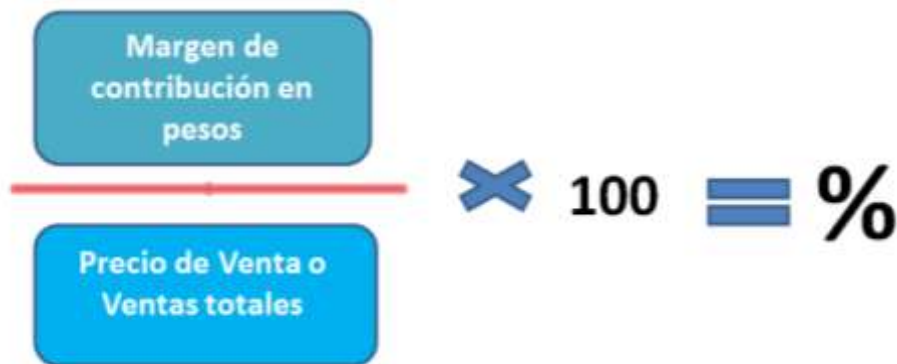 Margen de
contribución en
pesos
100
%
Precio de Venta o
Ventas totales